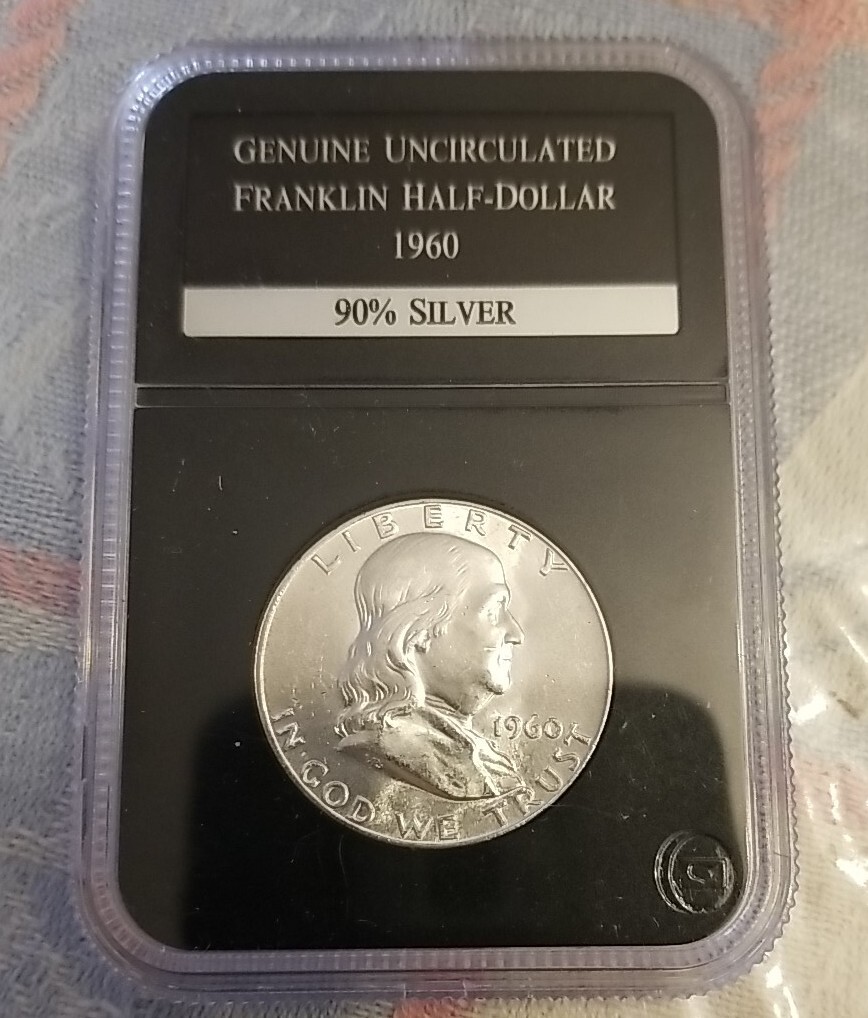 GENUINE UNCIRCULATED
FRANKLIN HALF-DOLLAR
1960
90% SILVER
LIBERTY
1960
IN GOD WE TRUST